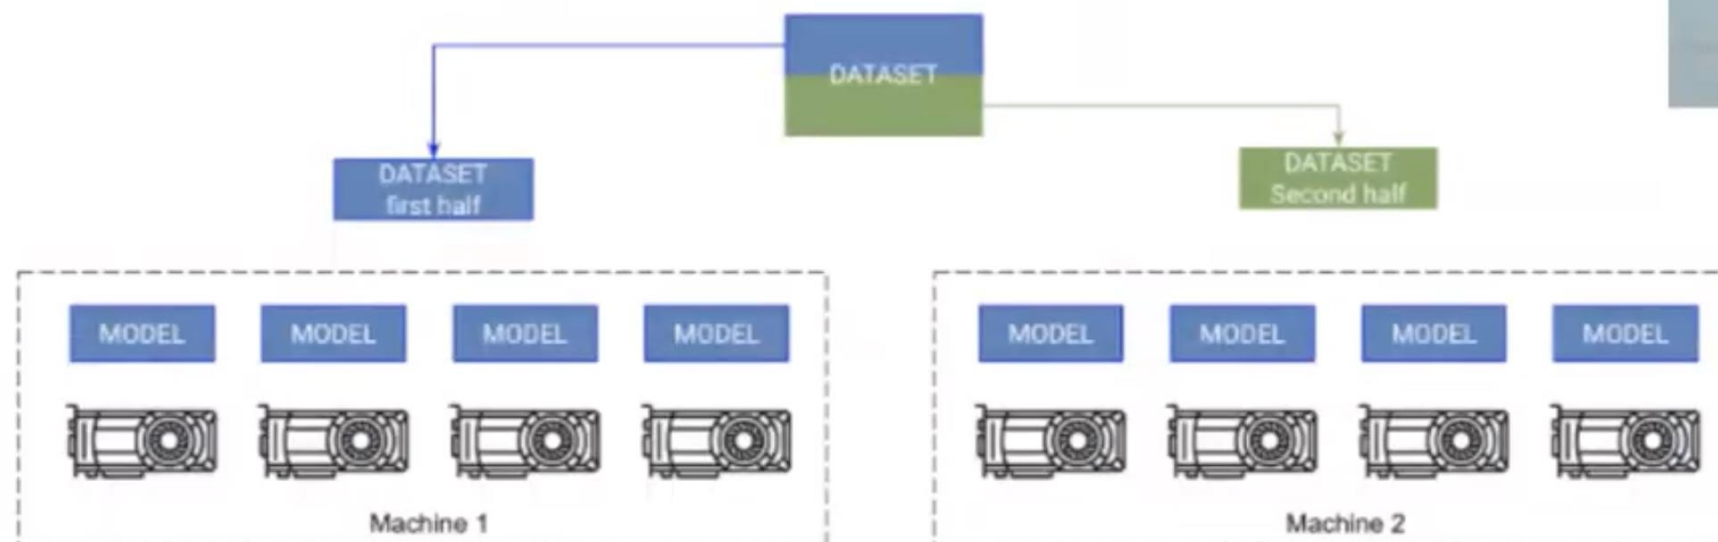 DATASET
DATASET
first half
DATASET
Second half
MODEL
MODEL
MODEL
MODEL
MODEL
MODEL
MODEL
MODEL
Machine 1
Machine 2